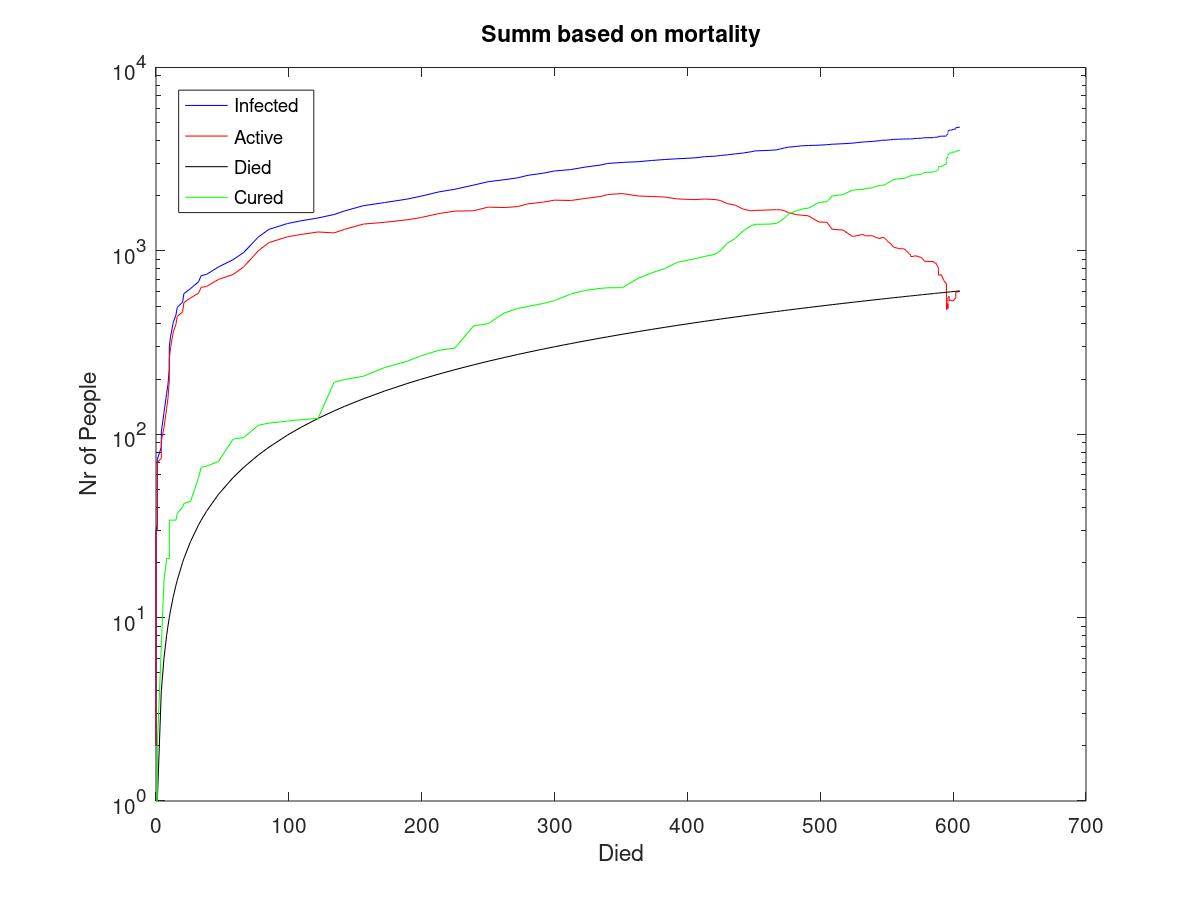 Summ based on mortality
10^4
10^3
10^2
10^1
10^0
Nr of People
Infected
Active
Died
Cured
0 100 200 300 400 500 600 700
Died